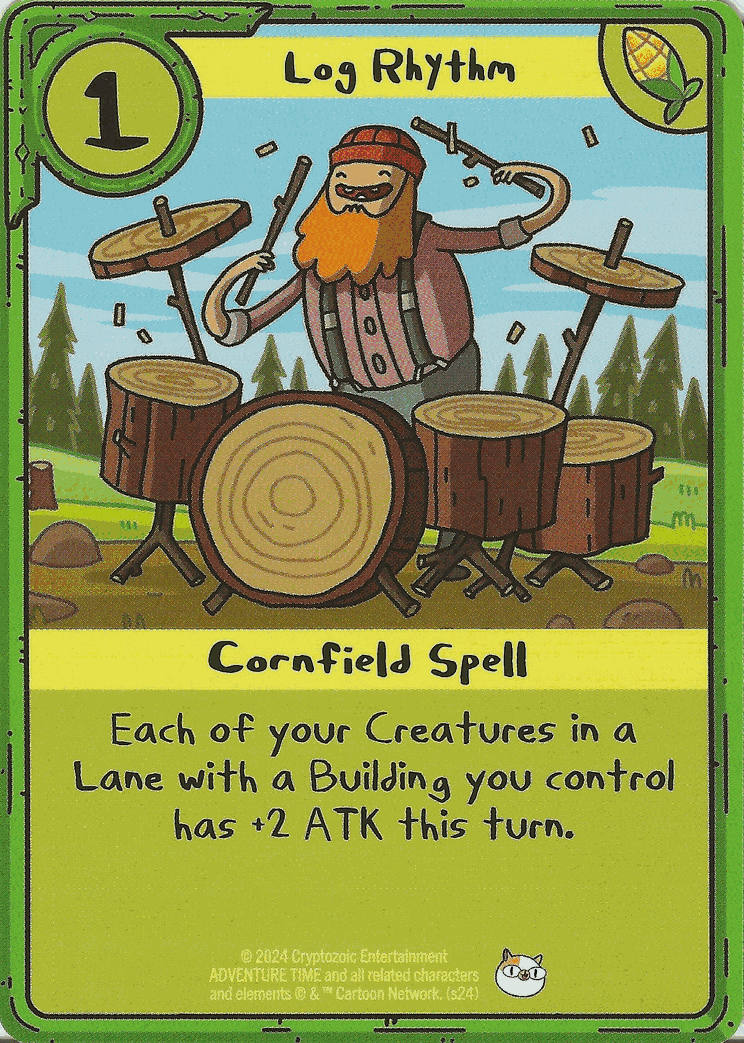 1
Log Rhythm
Cornfield Spell
Each of your Creatures in a
Lane with a Building you control
has +2 ATK this turn.
© 2024 Cryptozoic Entertainment
ADVENTURE TIME and all related characters
and elements © & ™ Cartoon Network. (s24)